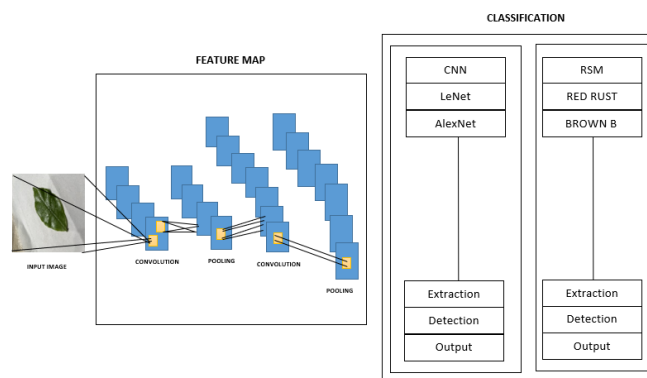 CLASSIFICATION
FEATURE MAP
INPUT IMAGE
CONVOLUTION
POOLING
CONVOLUTION
POOLING
CNN
LeNet
AlexNet
Extraction
Detection
Output
RSM
RED RUST
BROWN B
Extraction
Detection
Output